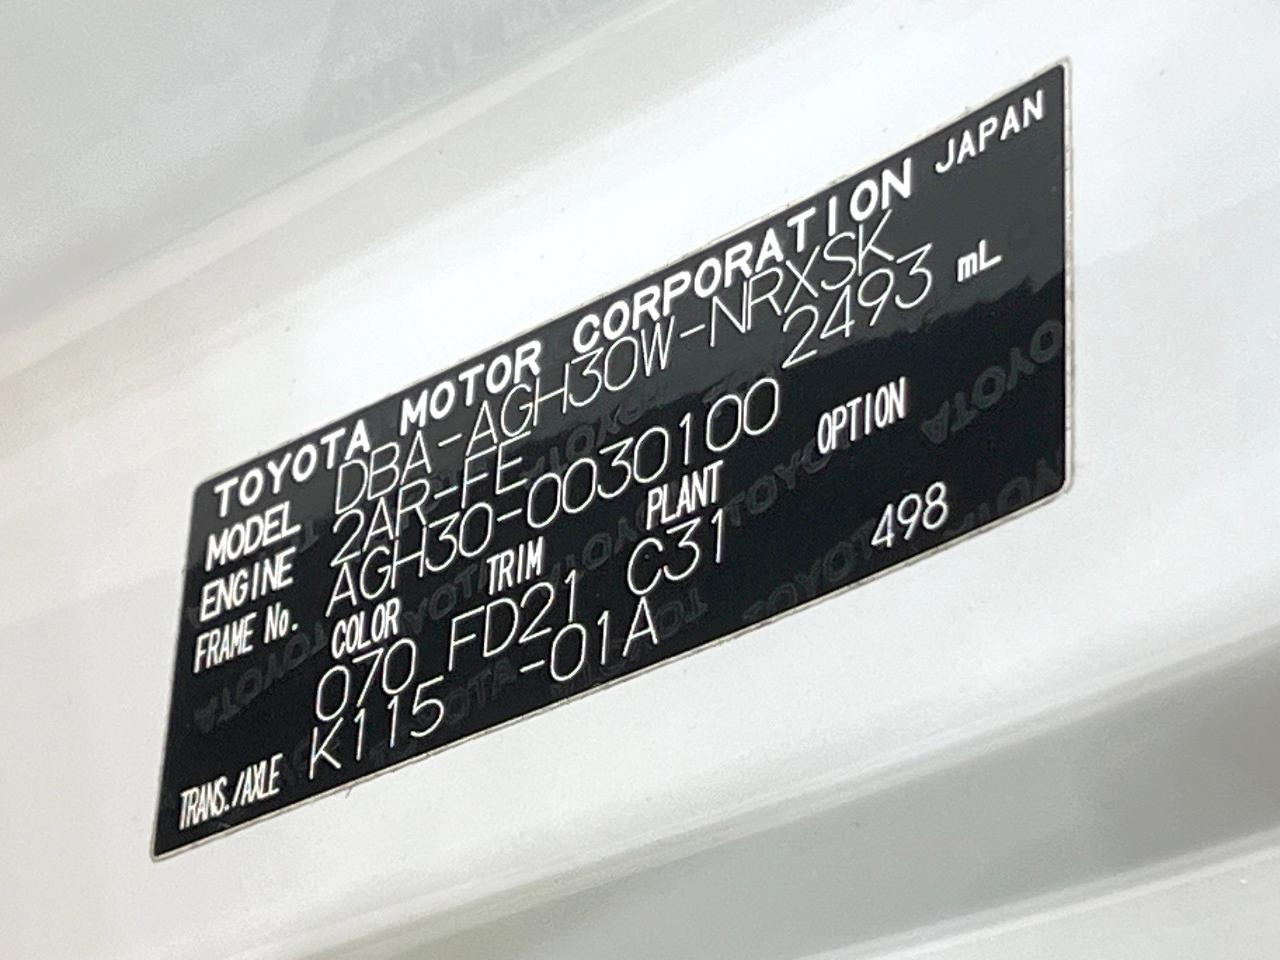 TOYOTA MOTOR CORPORATION JAPAN
MODEL DBA-AGH30W-NRXSK
ENGINE 2AR-FE 2493 mL
FRAME No. AGH30-0030100
COLOR TRIM PLANT OPTION
070 FD21 C31 498
TRANS./AXLE K115 -01A